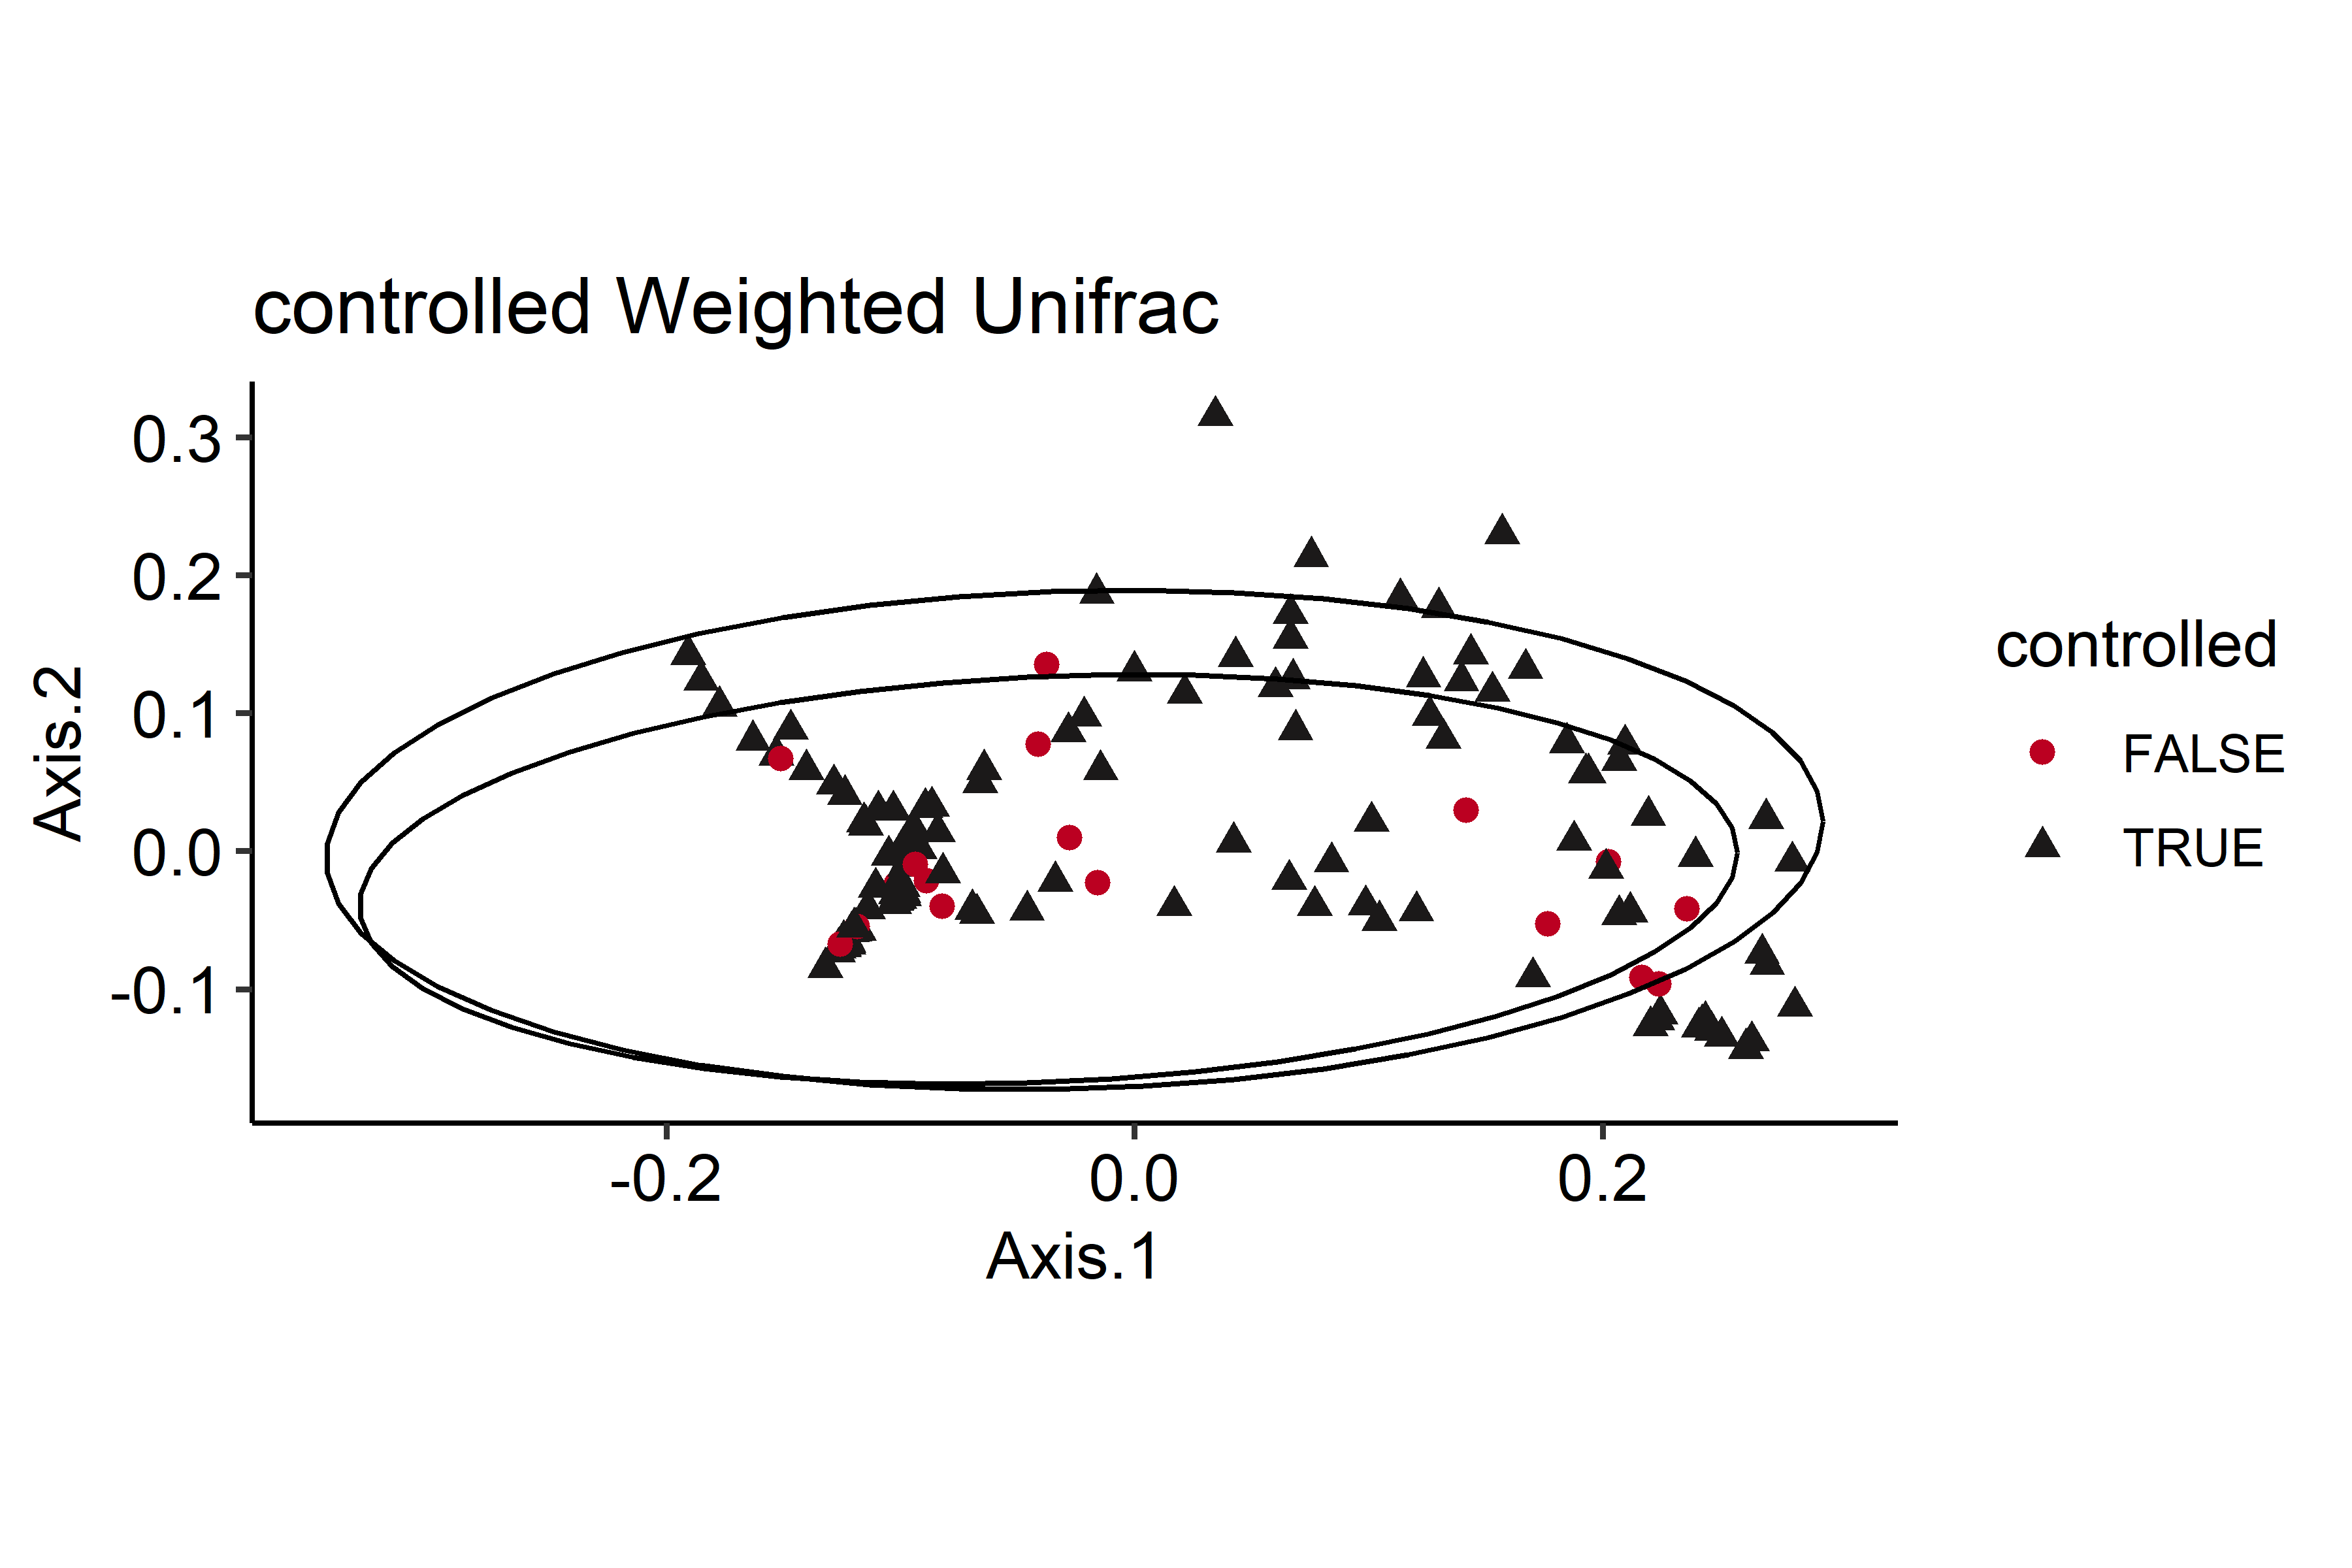 controlled Weighted Unifrac
0.3
0.2
0.1
0.0
-0.1
Axis.2
-0.2 0.0 0.2
Axis.1
controlled
FALSE
TRUE